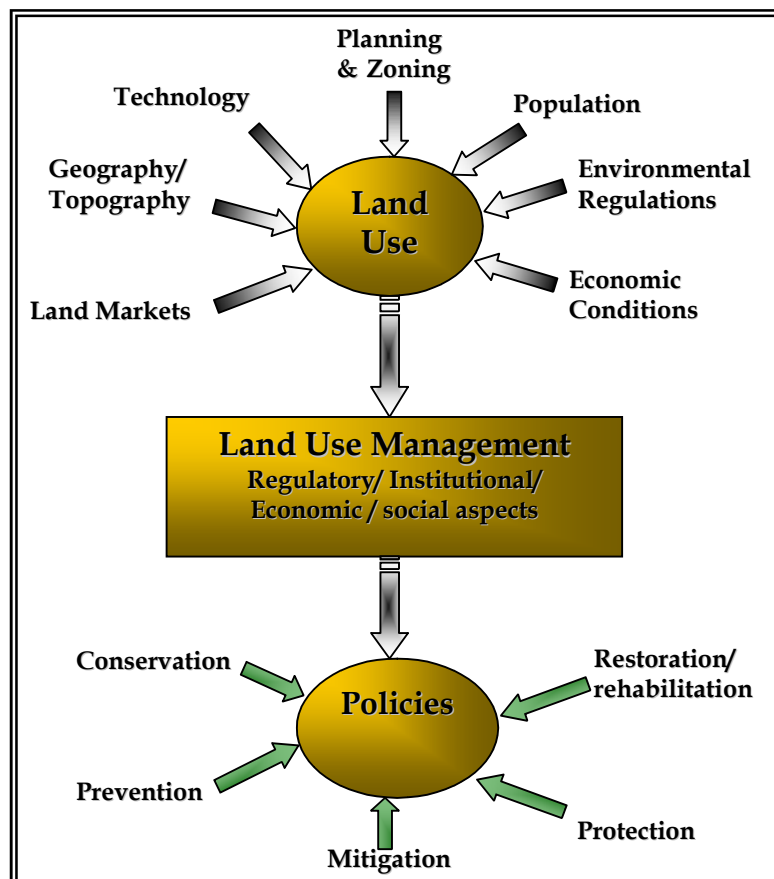 Planning
& Zoning
Technology
Population
Geography/
Topography
Environmental
Regulations
Land
Use
Land Markets
Economic
Conditions
Land Use Management
Regulatory/ Institutional/
Economic / social aspects
Conservation
Restoration/
rehabilitation
Policies
Prevention
Protection
Mitigation